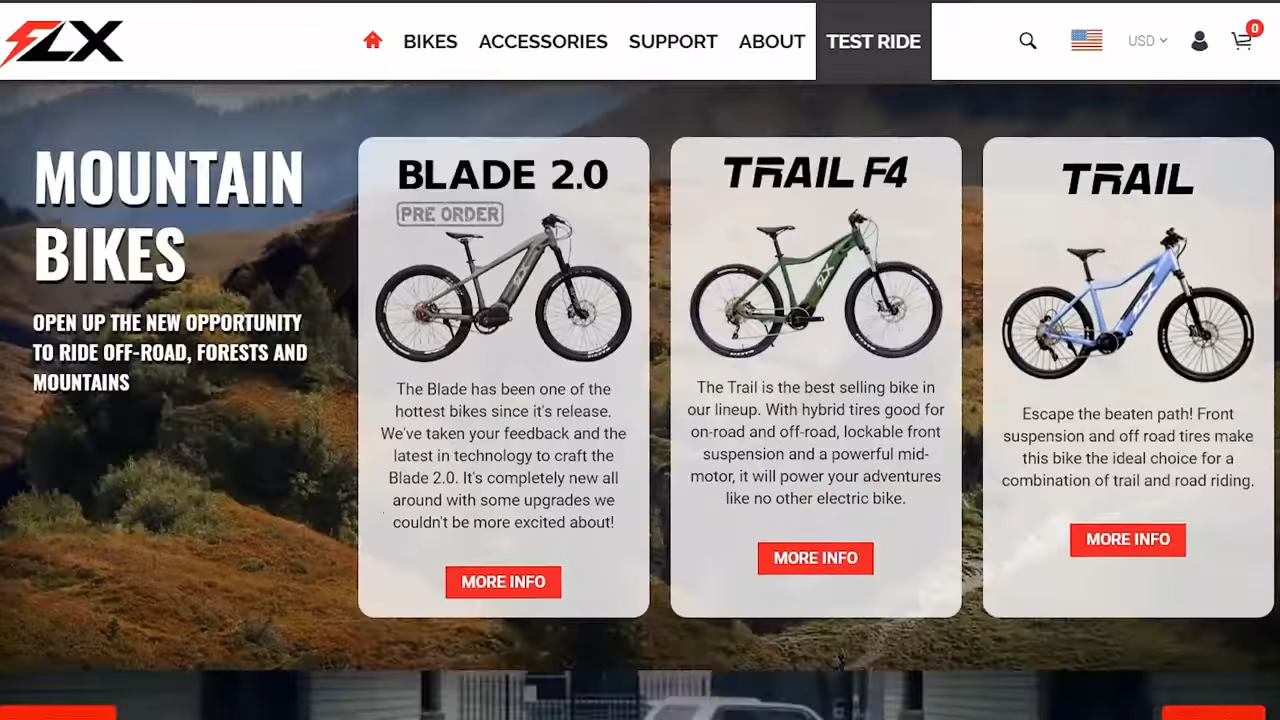 FLX
BIKES
ACCESSORIES
SUPPORT
ABOUT
TEST RIDE
USD
0
MOUNTAIN
BIKES
OPEN UP THE NEW OPPORTUNITY
TO RIDE OFF-ROAD, FORESTS AND
MOUNTAINS
BLADE 2.0
PRE ORDER
FLX
The Blade has been one of the
hottest bikes since it's release.
We've taken your feedback and the
latest in technology to craft the
Blade 2.0. It's completely new all
around with some upgrades we
couldn't be more excited about!
MORE INFO
TRAIL F4
FLX
The Trail is the best selling bike in
our lineup. With hybrid tires good for
on-road and off-road, lockable front
suspension and a powerful mid-
motor, it will power your adventures
like no other electric bike.
MORE INFO
TRAIL
FLX
Escape the beaten path! Front
suspension and off road tires make
this bike the ideal choice for a
combination of trail and road riding.
MORE INFO